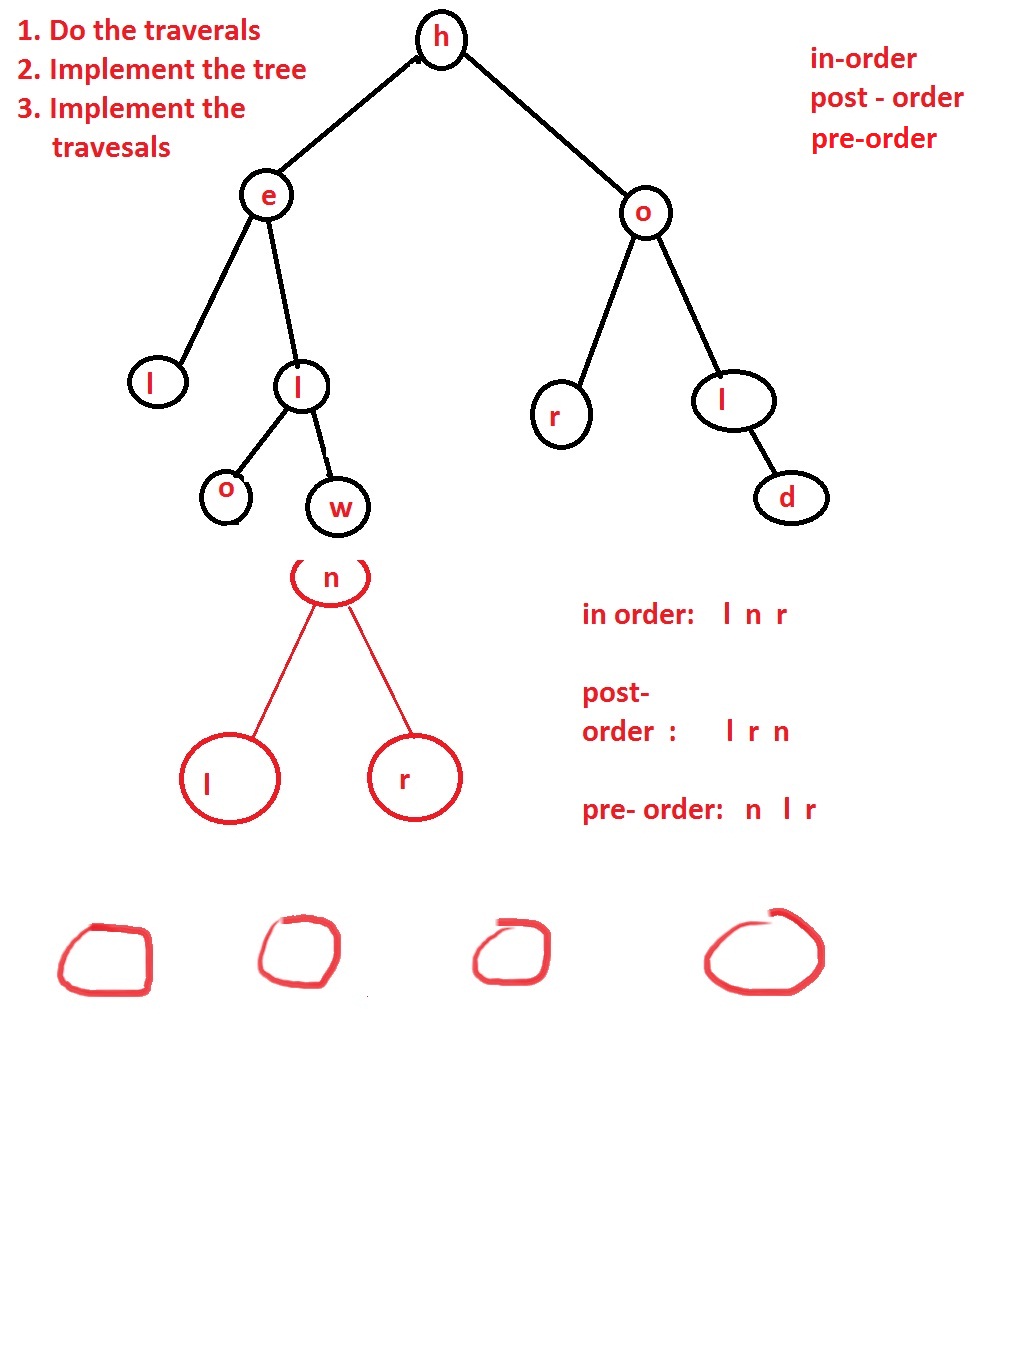 1. Do the traverals
2. Implement the tree
3. Implement the
travesals
in-order
post - order
pre-order
h
e
o
l
l
r
l
o
w
d
n
l
r
in order: l n r
post-
order : l r n
pre- order: n l r